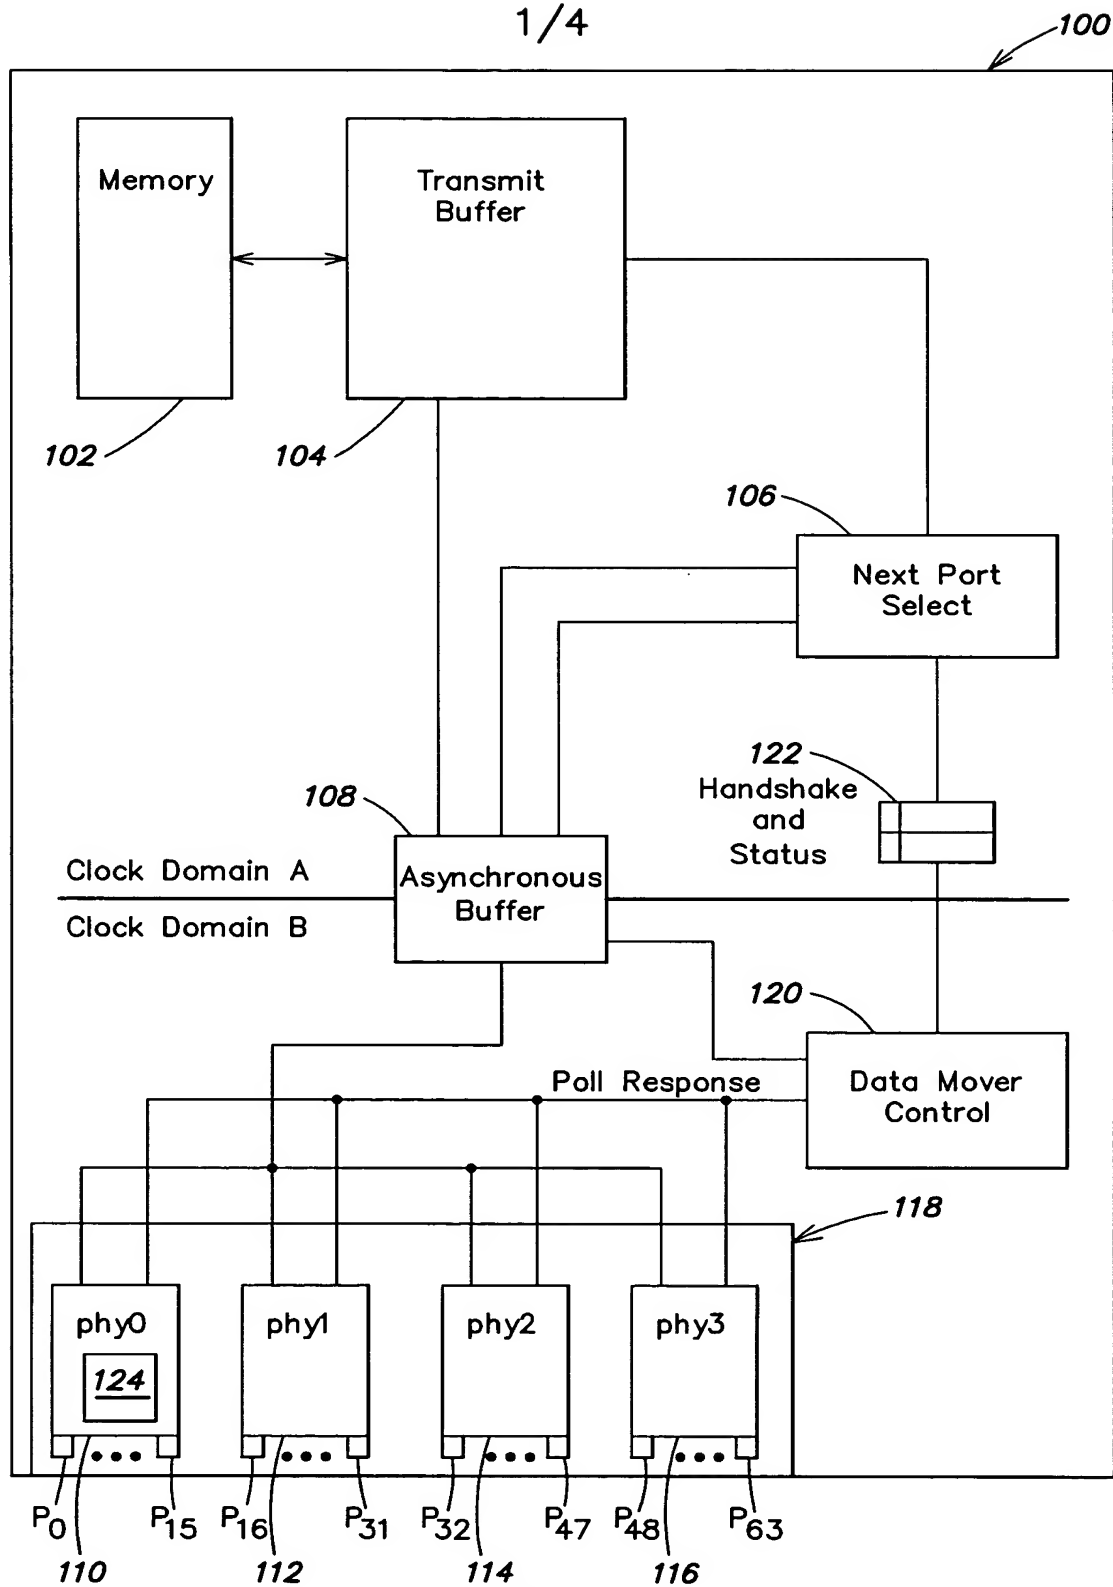 1/4
100
Memory
Transmit
Buffer
102
104
106
Next Port
Select
122
Handshake
and
Status
108
Clock Domain A
Asynchronous
Buffer
Clock Domain B
120
Poll Response
Data Mover
Control
118
phy0
phy1
phy2
phy3
124
P0
P15
P16
P31
P32
P47
P48
P63
110
112
114
116